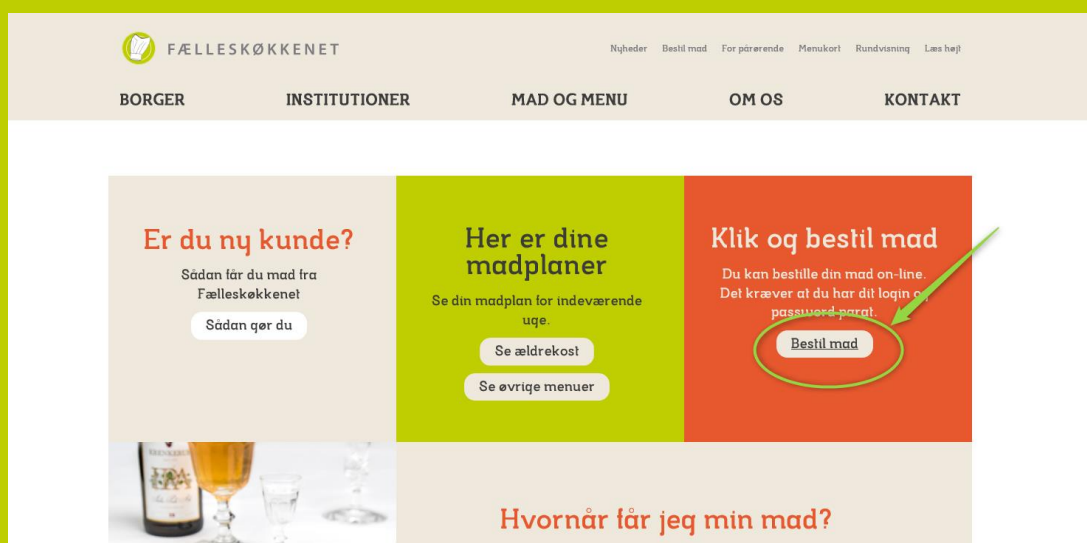 FÆLLESKØKKENET
Nyheder Bestil mad For pårørende Menukort Rundvisning Læs højt
BORGER INSTITUTIONER MAD OG MENU OM OS KONTAKT
Er du ny kunde?
Sådan får du mad fra
Fælleskøkkenet
Sådan gør du
Her er dine
madplaner
Se din madplan for indeværende
uge.
Se ældrekost
Se øvrige menuer
Klik og bestil mad
Du kan bestille din mad on-line.
Det kræver at du har dit login og
password parat.
Bestil mad
Hvornår får jeg min mad?